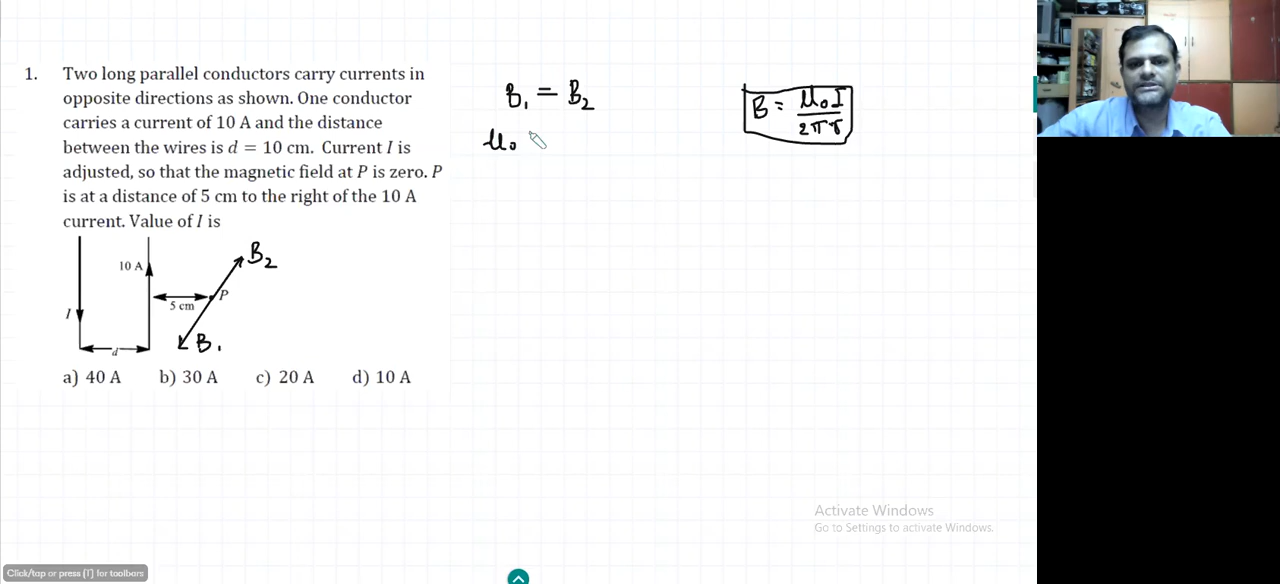 1. Two long parallel conductors carry currents in
opposite directions as shown. One conductor
carries a current of 10 A and the distance
between the wires is d = 10 cm. Current I is
adjusted, so that the magnetic field at P is zero. P
is at a distance of 5 cm to the right of the 10 A
current. Value of I is
10 A
B₂
P
5 cm
I
B₁
d
a) 40 A b) 30 A c) 20 A d) 10 A
B₁ = B₂
μ₀
B = μ₀I
2πr
Activate Windows
Go to Settings to activate Windows.
Click/tap or press [T] for toolbars